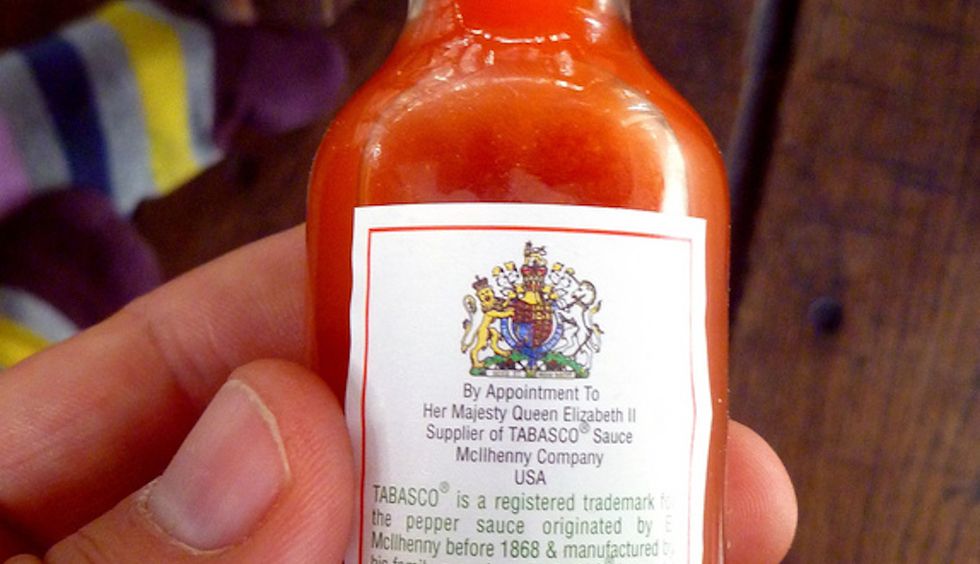 By Appointment To
Her Majesty Queen Elizabeth II
Supplier of TABASCO® Sauce
McIlhenny Company
USA
TABASCO® is a registered trademark
the pepper sauce originated by
McIlhenny before 1868 & manufactured
his